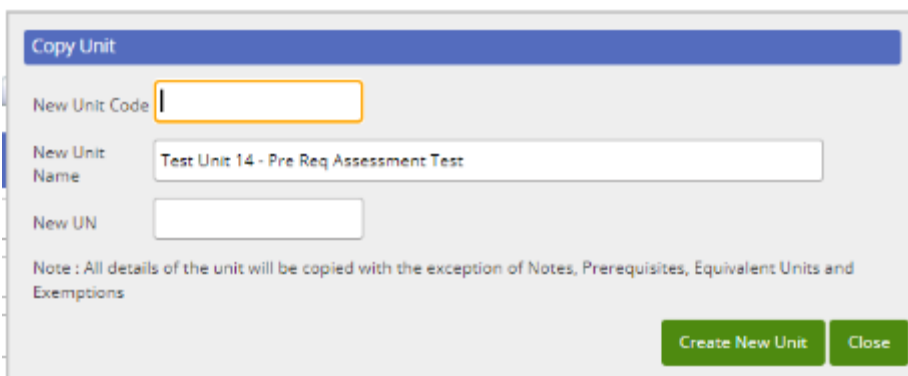 Copy Unit
New Unit Code
New Unit
Name
Test Unit 14 - Pre Req Assessment Test
New UN
Note : All details of the unit will be copied with the exception of Notes, Prerequisites, Equivalent Units and
Exemptions
Create New Unit
Close